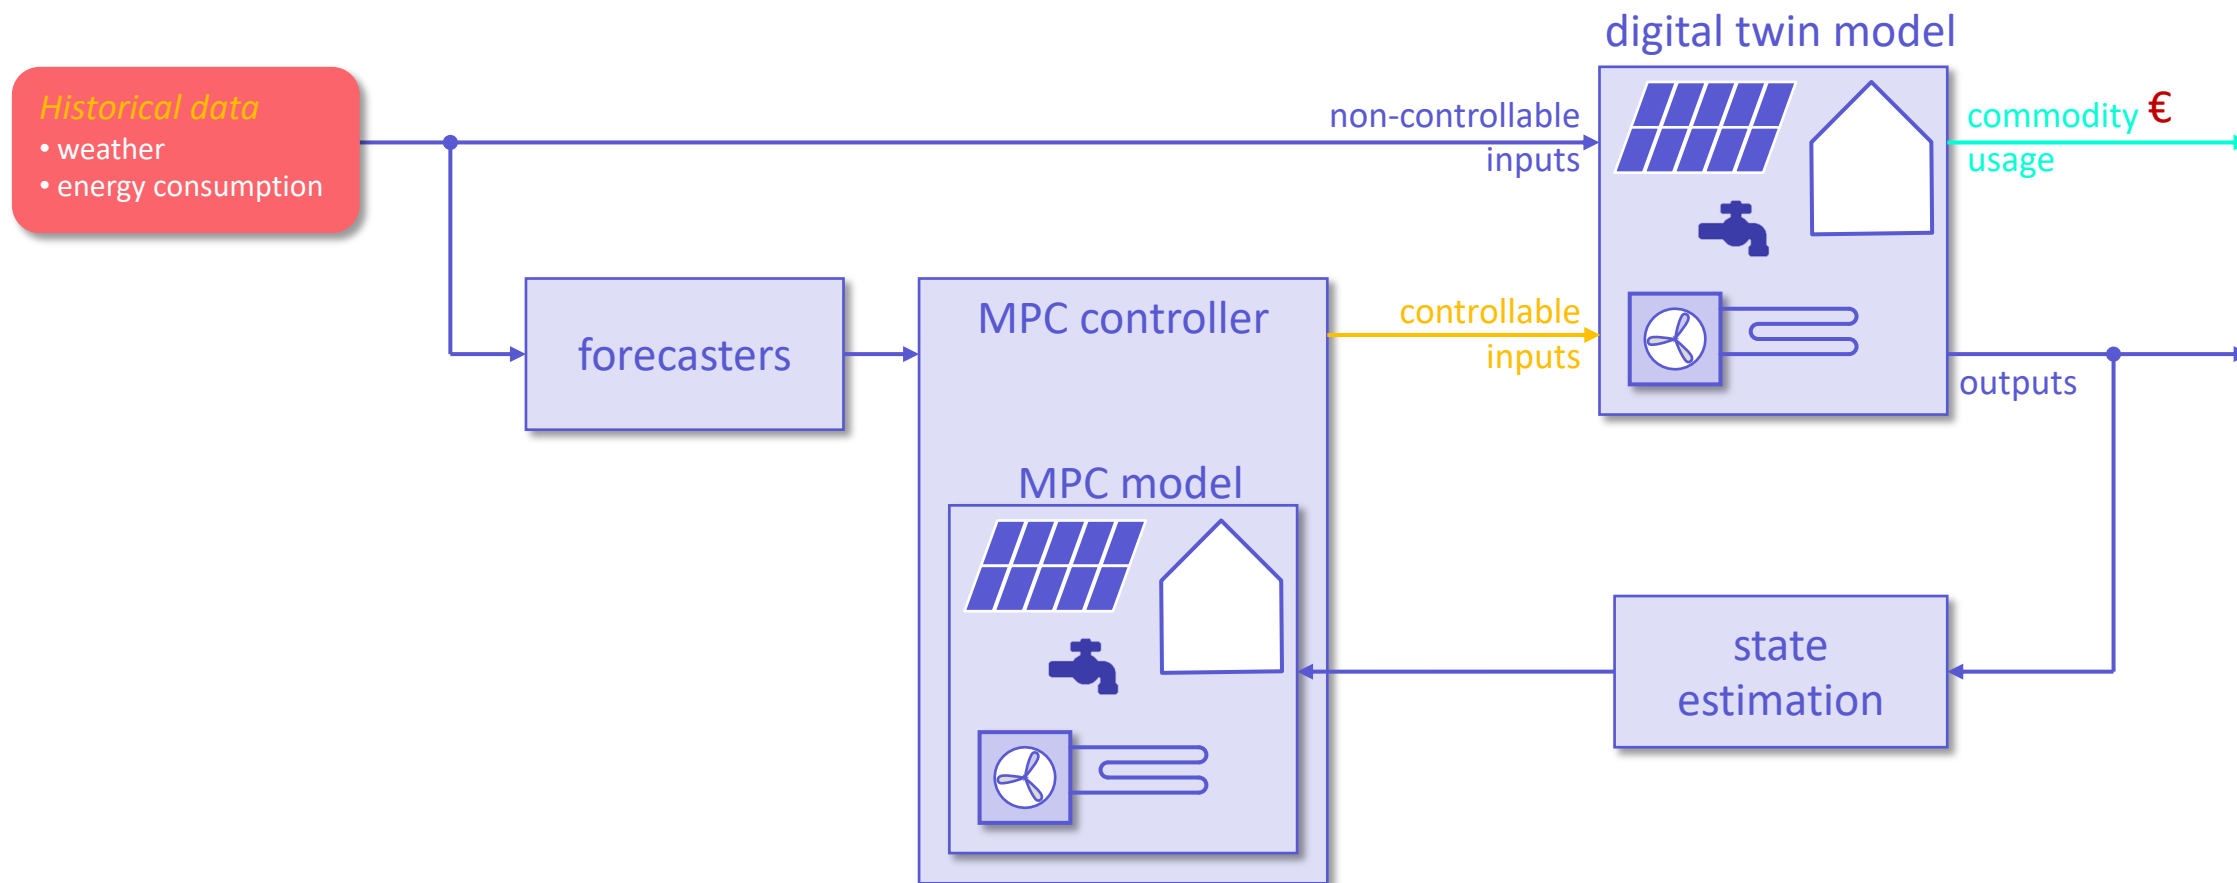 digital twin model
Historical data
• weather
• energy consumption
non-controllable
inputs
commodity €
usage
forecasters
MPC controller
controllable
inputs
outputs
MPC model
state
estimation